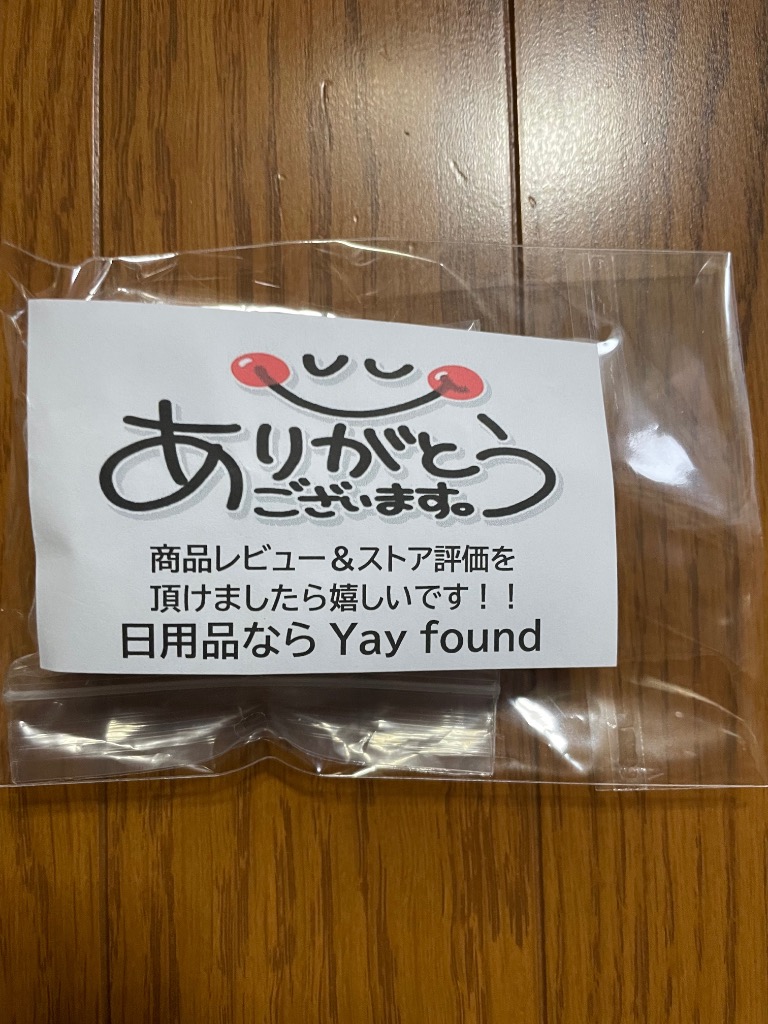 ありがとう
ございます。
商品レビュー&ストア評価を
頂けましたら嬉しいです!!
日用品なら Yay found